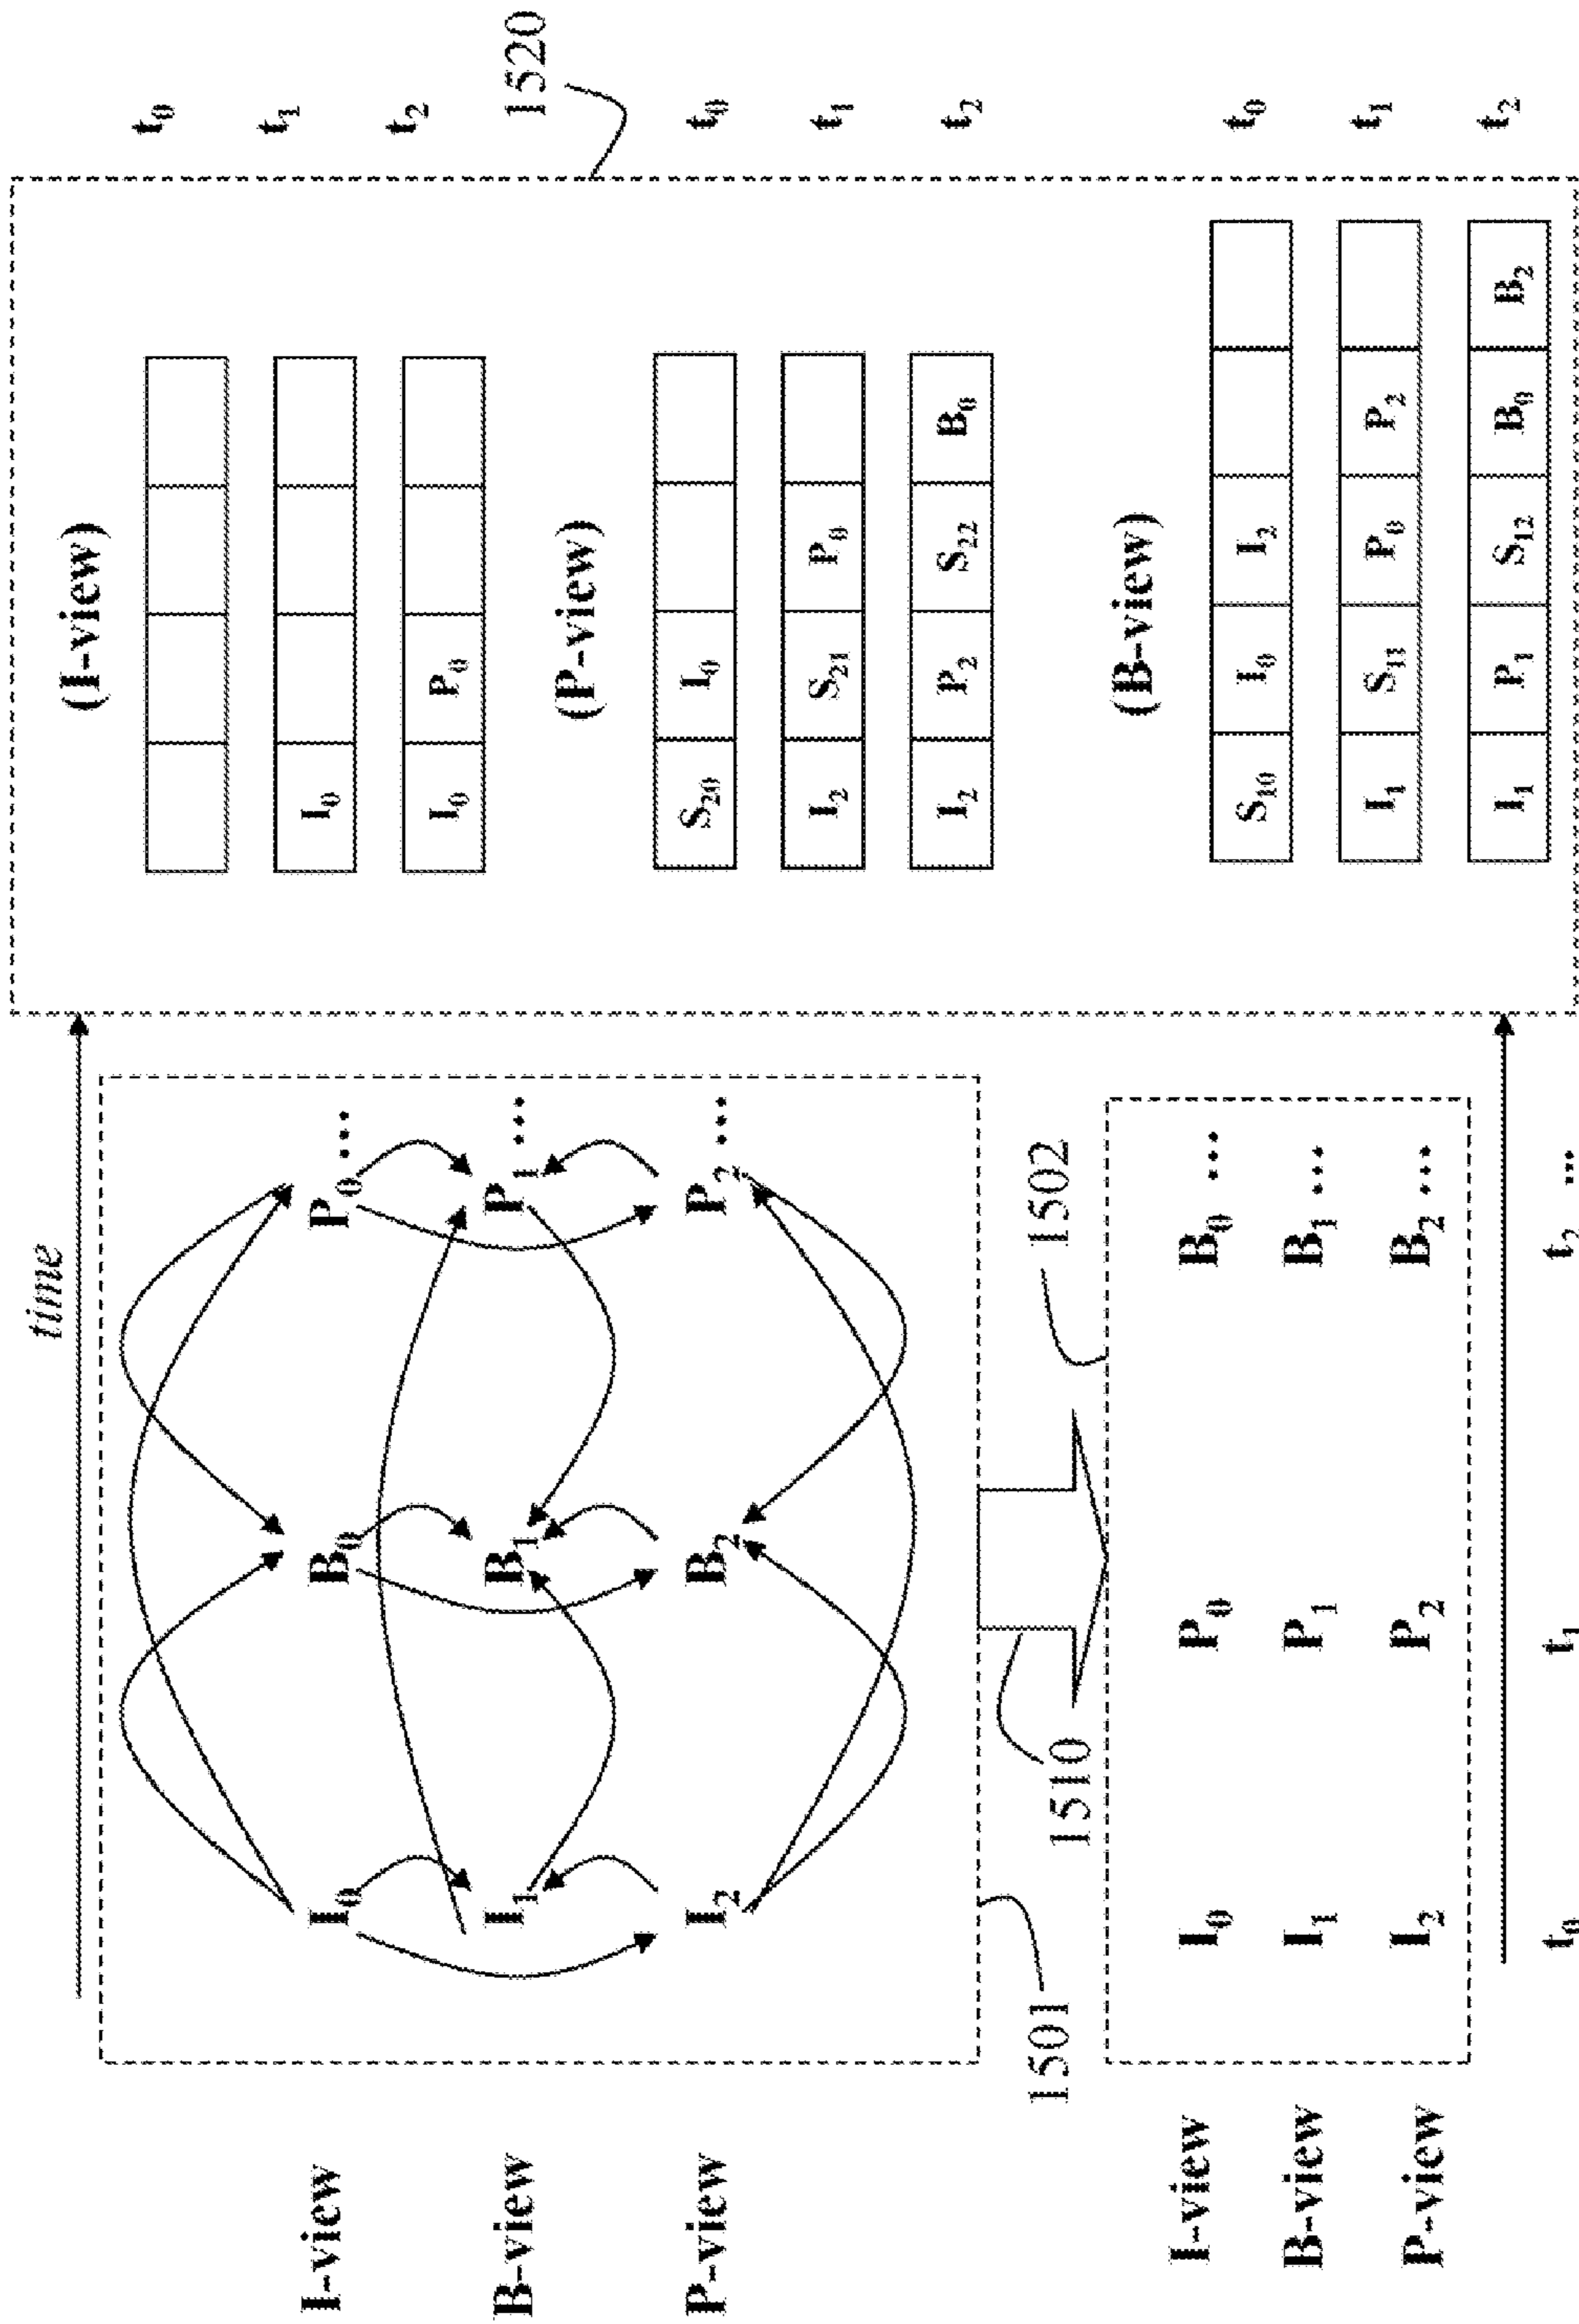 time
I-view I₀ B₀ P₀ ...
B-view I₁ B₁ P₁ ...
P-view I₂ B₂ P₂ ...
1501
1510
1502
I-view I₀ P₀ B₀ ...
B-view I₁ P₁ B₁ ...
P-view I₂ P₂ B₂ ...
t₀ t₁ t₂ ...
(I-view)
t₀
I₀ t₁
I₀ P₀ t₂
1520
(P-view)
S₂₀ I₀ t₀
I₂ S₂₁ P₀ t₁
I₂ P₂ S₂₂ B₀ t₂
(B-view)
S₁₀ I₀ I₂ t₀
I₁ S₁₁ P₀ P₂ t₁
I₁ P₁ S₁₂ B₀ B₂ t₂